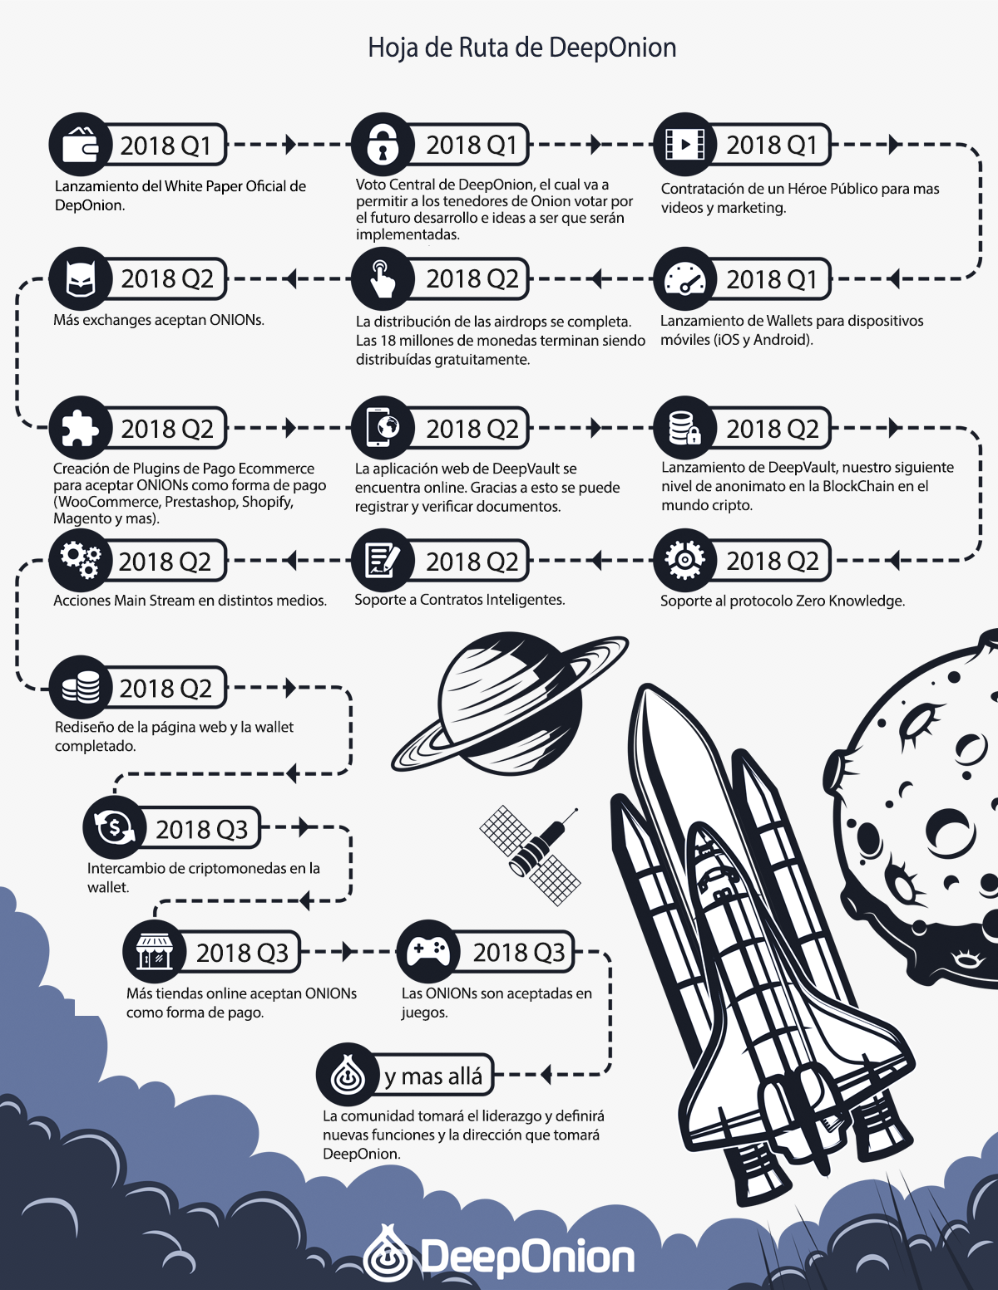 Hoja de Ruta de DeepOnion
2018 Q1
Lanzamiento del White Paper Oficial de
DepOnion.
2018 Q1
Voto Central de DeepOnion, el cual va a
permitir a los tenedores de Onion votar por
el futuro desarrollo e ideas a ser que serán
implementadas.
2018 Q1
Contratación de un Héroe Público para mas
videos y marketing.
2018 Q1
Lanzamiento de Wallets para dispositivos
móviles (iOS y Android).
2018 Q2
La distribución de las airdrops se completa.
Las 18 millones de monedas terminan siendo
distribuídas gratuitamente.
2018 Q2
Más exchanges aceptan ONIONs.
2018 Q2
Creación de Plugins de Pago Ecommerce
para aceptar ONIONs como forma de pago
(WooCommerce, Prestashop, Shopify,
Magento y mas).
2018 Q2
La aplicación web de DeepVault se
encuentra online. Gracias a esto se puede
registrar y verificar documentos.
2018 Q2
Lanzamiento de DeepVault, nuestro siguiente
nivel de anonimato en la BlockChain en el
mundo cripto.
2018 Q2
Soporte al protocolo Zero Knowledge.
2018 Q2
Soporte a Contratos Inteligentes.
2018 Q2
Acciones Main Stream en distintos medios.
2018 Q2
Rediseño de la página web y la wallet
completado.
2018 Q3
Intercambio de criptomonedas en la
wallet.
2018 Q3
Más tiendas online aceptan ONIONs
como forma de pago.
2018 Q3
Las ONIONs son aceptadas en
juegos.
y mas allá
La comunidad tomará el liderazgo y definirá
nuevas funciones y la dirección que tomará
DeepOnion.
DeepOnion